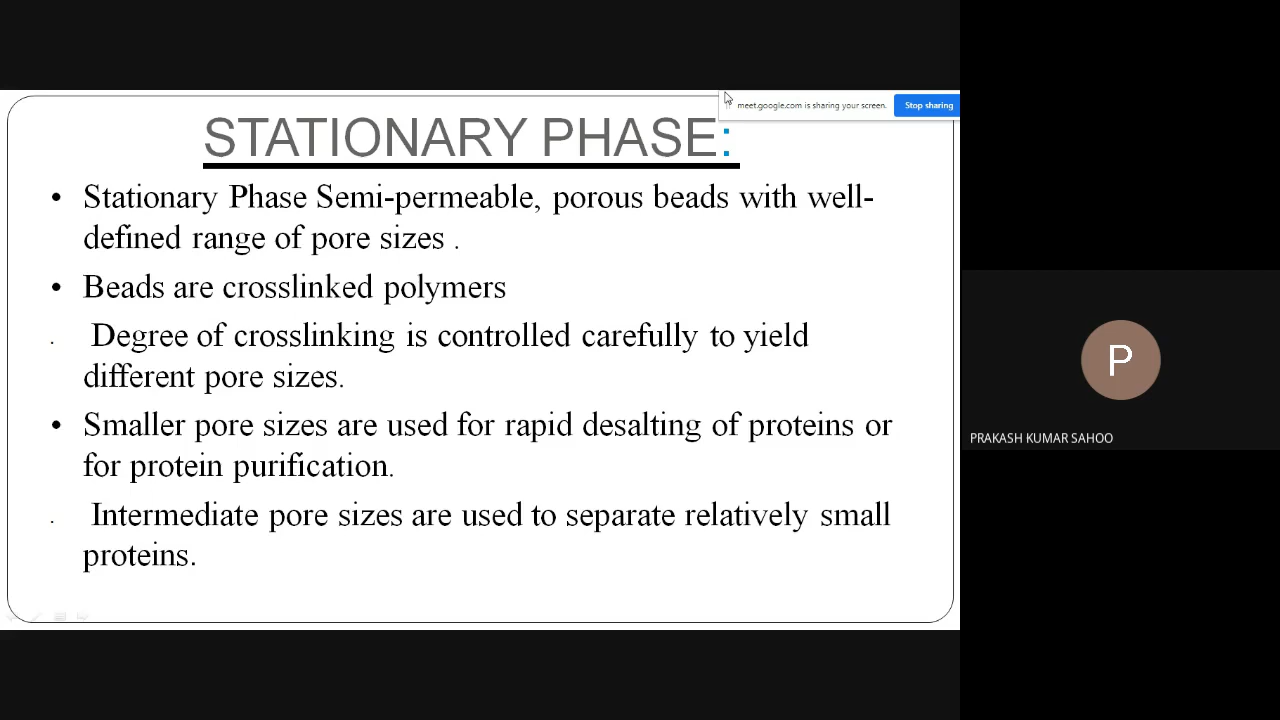 meet.google.com is sharing your screen.
Stop sharing
STATIONARY PHASE:
• Stationary Phase Semi-permeable, porous beads with well-
defined range of pore sizes .
• Beads are crosslinked polymers
. Degree of crosslinking is controlled carefully to yield
different pore sizes.
• Smaller pore sizes are used for rapid desalting of proteins or
for protein purification.
. Intermediate pore sizes are used to separate relatively small
proteins.
P
PRAKASH KUMAR SAHOO